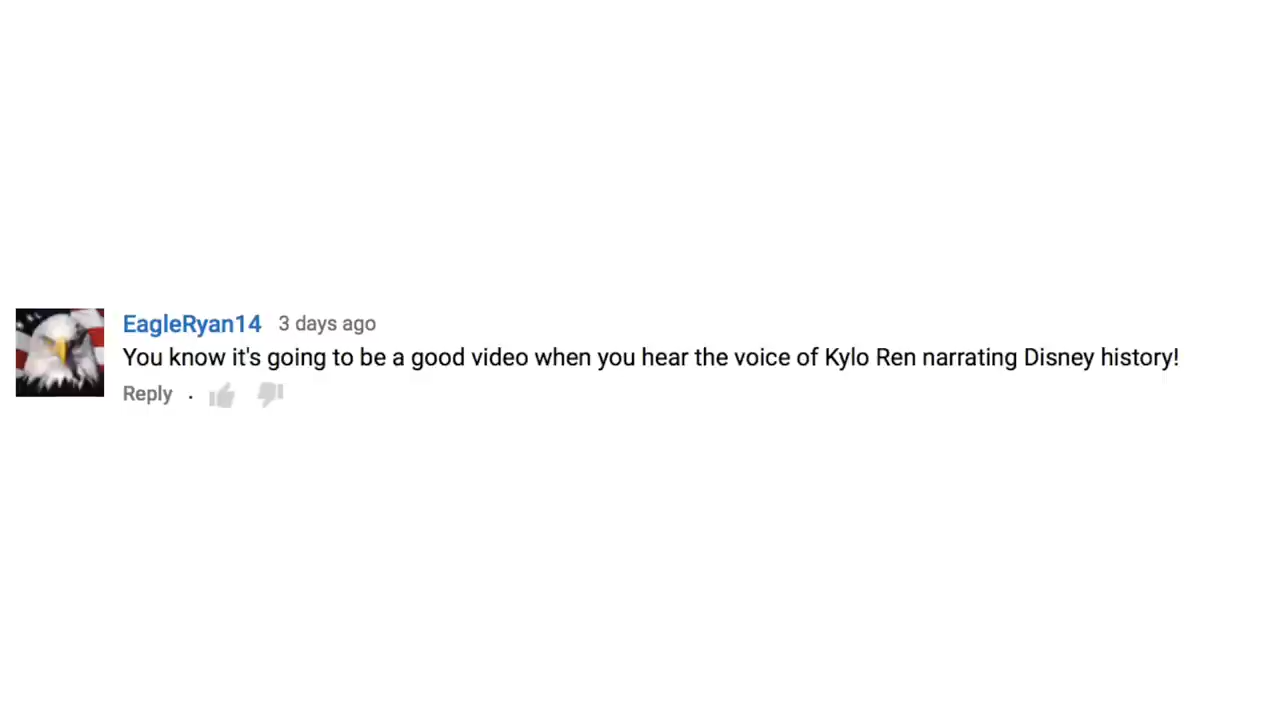 EagleRyan14 3 days ago
You know it's going to be a good video when you hear the voice of Kylo Ren narrating Disney history!
Reply ·